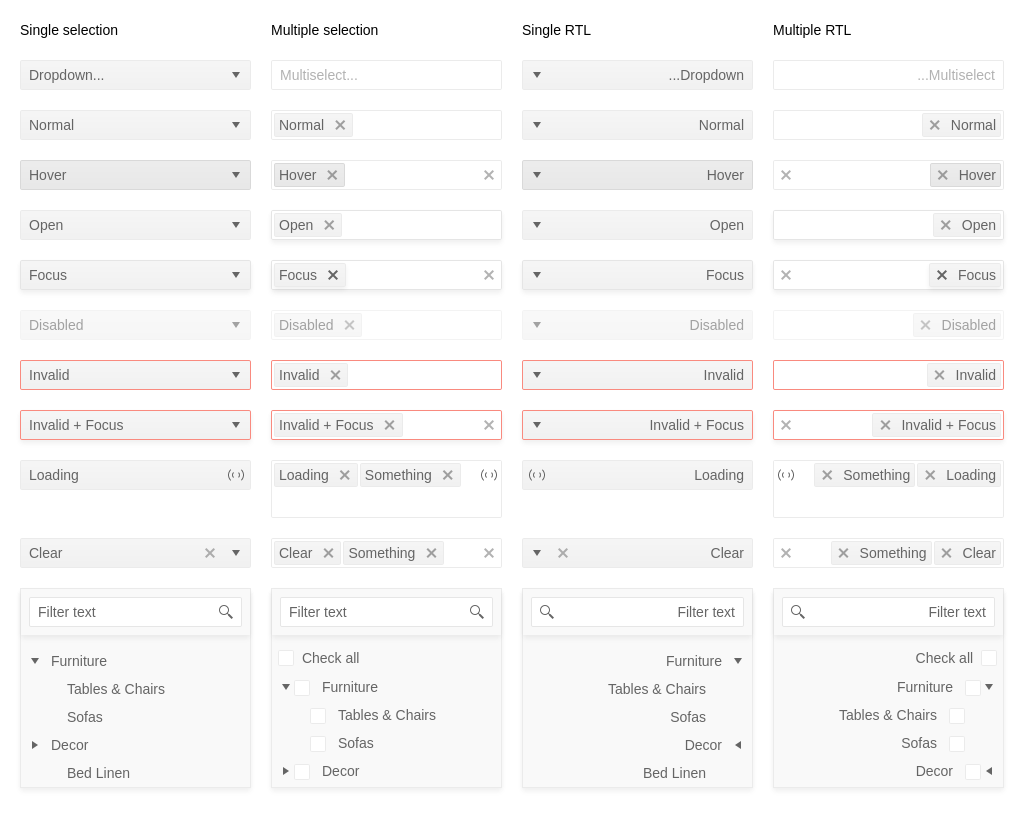 Single selection Multiple selection Single RTL Multiple RTL
Dropdown... Multiselect... ...Dropdown ...Multiselect
Normal Normal Normal Normal
Hover Hover Hover Hover
Open Open Open Open
Focus Focus Focus Focus
Disabled Disabled Disabled Disabled
Invalid Invalid Invalid Invalid
Invalid + Focus Invalid + Focus Invalid + Focus Invalid + Focus
Loading Loading Something Loading Something Loading
Clear Clear Something Clear Something Clear
Filter text Filter text Filter text Filter text
Furniture
Tables & Chairs
Sofas
Decor
Bed Linen
Check all
Furniture
Tables & Chairs
Sofas
Decor
Furniture
Tables & Chairs
Sofas
Decor
Bed Linen
Check all
Furniture
Tables & Chairs
Sofas
Decor